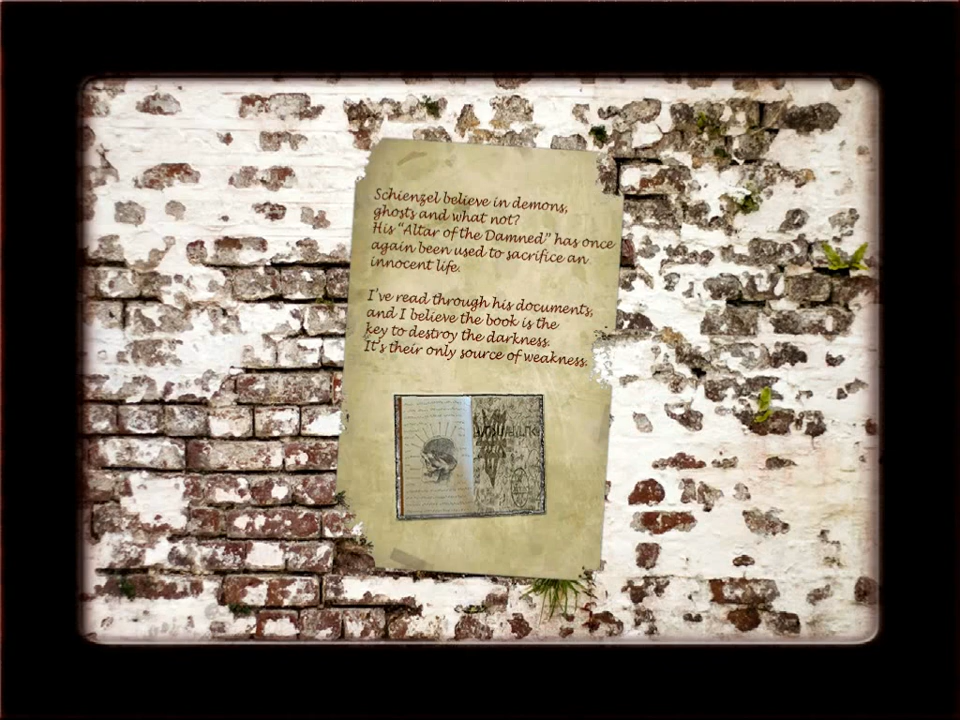 Schienzel believe in demons,
ghosts and what not?
His “Altar of the Damned” has once
again been used to sacrifice an
innocent life.
I've read through his documents,
and I believe the book is the
key to destroy the darkness.
It's their only source of weakness.